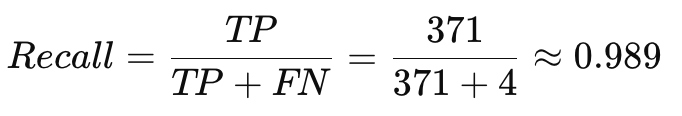 Recall = TP / (TP + FN) = 371 / (371 + 4) ≈ 0.989